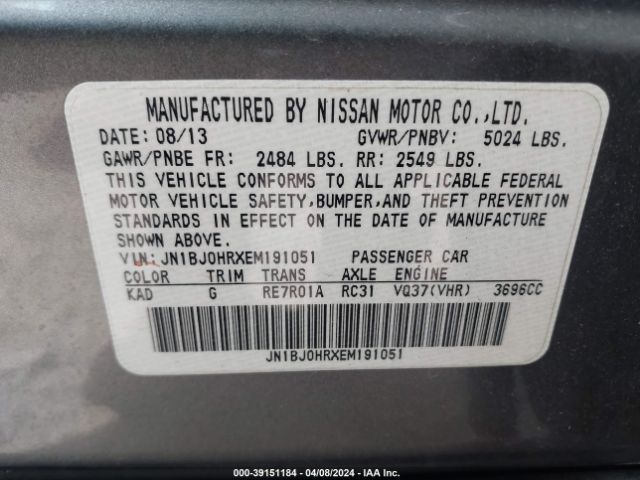 MANUFACTURED BY NISSAN MOTOR CO.,LTD.
DATE: 08/13 GVWR/PNBV: 5024 LBS.
GAWR/PNBE FR: 2484 LBS. RR: 2549 LBS.
THIS VEHICLE CONFORMS TO ALL APPLICABLE FEDERAL
MOTOR VEHICLE SAFETY,BUMPER,AND THEFT PREVENTION
STANDARDS IN EFFECT ON THE DATE OF MANUFACTURE
SHOWN ABOVE.
VIN: JN1BJ0HRXEM191051 PASSENGER CAR
COLOR TRIM TRANS AXLE ENGINE
KAD G RE7R01A RC31 VQ37(VHR) 3696CC
JN1BJ0HRXEM191051
000-39151184 - 04/08/2024 - IAA Inc.